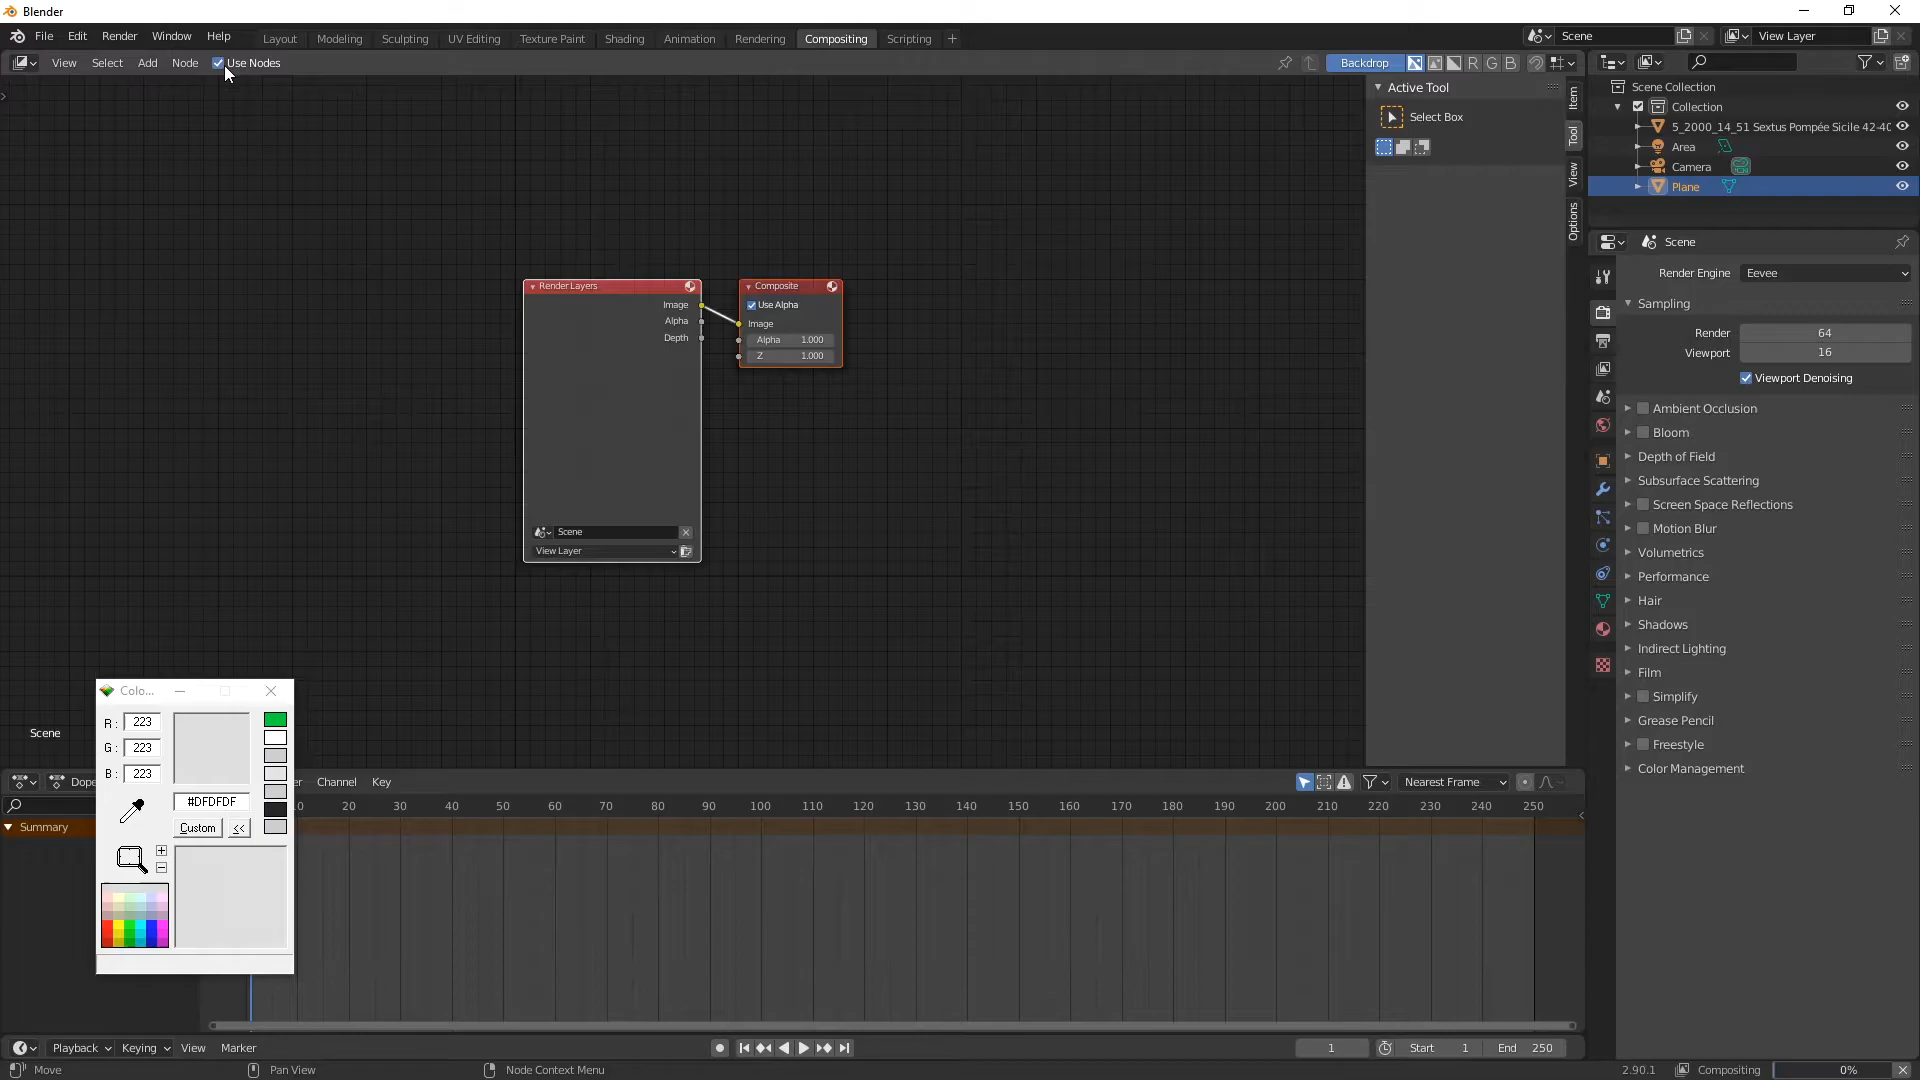 Blender
File Edit Render Window Help
Layout Modeling Sculpting UV Editing Texture Paint Shading Animation Rendering Compositing Scripting +
Scene
View Layer
View Select Add Node Use Nodes
Backdrop R G B
Active Tool
Select Box
Item
Tool
View
Options
Scene Collection
Collection
5_2000_14_51 Sextus Pompée Sicile 42-40
Area
Camera
Plane
Scene
Render Engine Eevee
Sampling
Render 64
Viewport 16
Viewport Denoising
Ambient Occlusion
Bloom
Depth of Field
Subsurface Scattering
Screen Space Reflections
Motion Blur
Volumetrics
Performance
Hair
Shadows
Indirect Lighting
Film
Simplify
Grease Pencil
Freestyle
Color Management
Render Layers
Image
Alpha
Depth
Scene
View Layer
Composite
Use Alpha
Image
Alpha 1.000
Z 1.000
Scene
Colo...
R: 223
G: 223
B: 223
#DFDFDF
Custom <<
Channel Key
Nearest Frame
10 20 30 40 50 60 70 80 90 100 110 120 130 140 150 160 170 180 190 200 210 220 230 240 250
Summary
Playback Keying View Marker
1 Start 1 End 250
Move Pan View Node Context Menu
2.90.1 Compositing 0%